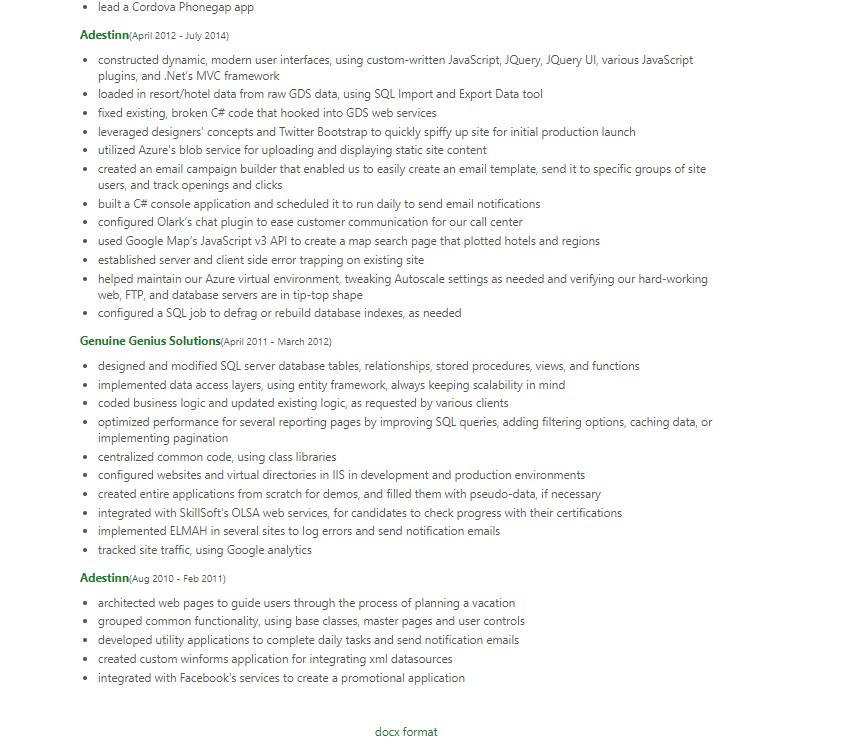 lead a Cordova Phonegap app
Adestinn(April 2012 - July 2014)
constructed dynamic, modern user interfaces, using custom-written JavaScript, JQuery, JQuery UI, various JavaScript
plugins, and .Net's MVC framework
loaded in resort/hotel data from raw GDS data, using SQL Import and Export Data tool
fixed existing, broken C# code that hooked into GDS web services
leveraged designers' concepts and Twitter Bootstrap to quickly spiffy up site for initial production launch
utilized Azure's blob service for uploading and displaying static site content
created an email campaign builder that enabled us to easily create an email template, send it to specific groups of site
users, and track openings and clicks
built a C# console application and scheduled it to run daily to send email notifications
configured Olark's chat plugin to ease customer communication for our call center
used Google Map's JavaScript v3 API to create a map search page that plotted hotels and regions
established server and client side error trapping on existing site
helped maintain our Azure virtual environment, tweaking Autoscale settings as needed and verifying our hard-working
web, FTP, and database servers are in tip-top shape
configured a SQL job to defrag or rebuild database indexes, as needed
Genuine Genius Solutions(April 2011 - March 2012)
designed and modified SQL server database tables, relationships, stored procedures, views, and functions
implemented data access layers, using entity framework, always keeping scalability in mind
coded business logic and updated existing logic, as requested by various clients
optimized performance for several reporting pages by improving SQL queries, adding filtering options, caching data, or
implementing pagination
centralized common code, using class libraries
configured websites and virtual directories in IIS in development and production environments
created entire applications from scratch for demos, and filled them with pseudo-data, if necessary
integrated with SkillSoft's OLSA web services, for candidates to check progress with their certifications
implemented ELMAH in several sites to log errors and send notification emails
tracked site traffic, using Google analytics
Adestinn(Aug 2010 - Feb 2011)
architected web pages to guide users through the process of planning a vacation
grouped common functionality, using base classes, master pages and user controls
developed utility applications to complete daily tasks and send notification emails
created custom winforms application for integrating xml datasources
integrated with Facebook's services to create a promotional application
docx format